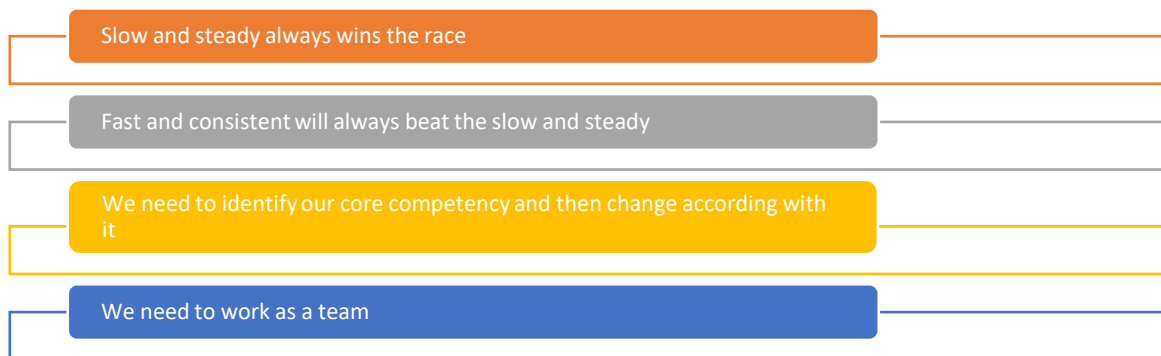 Slow and steady always wins the race
Fast and consistent will always beat the slow and steady
We need to identify our core competency and then change according with
it
We need to work as a team